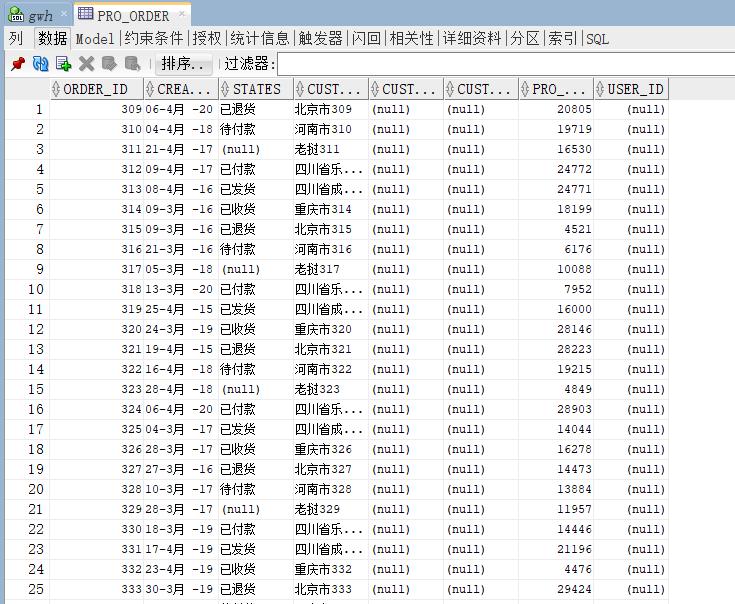 gwh PRO_ORDER
列 数据 Model 约束条件 授权 统计信息 触发器 闪回 相关性 详细资料 分区 索引 SQL
排序.. 过滤器:
ORDER_ID CREA... STATES CUST... CUST... CUST... PRO_... USER_ID
1 309 06-4月 -20 已退货 北京市309 (null) (null) 20805 (null)
2 310 04-4月 -18 待付款 河南市310 (null) (null) 19719 (null)
3 311 21-4月 -17 (null) 老挝311 (null) (null) 16530 (null)
4 312 09-4月 -17 已付款 四川省乐... (null) (null) 24772 (null)
5 313 08-4月 -16 已发货 四川省成... (null) (null) 24771 (null)
6 314 09-3月 -16 已收货 重庆市314 (null) (null) 18199 (null)
7 315 09-3月 -16 已退货 北京市315 (null) (null) 4521 (null)
8 316 21-3月 -16 待付款 河南市316 (null) (null) 6176 (null)
9 317 05-3月 -18 (null) 老挝317 (null) (null) 10088 (null)
10 318 13-3月 -20 已付款 四川省乐... (null) (null) 7952 (null)
11 319 25-4月 -15 已发货 四川省成... (null) (null) 16000 (null)
12 320 24-3月 -19 已收货 重庆市320 (null) (null) 28146 (null)
13 321 19-4月 -15 已退货 北京市321 (null) (null) 28223 (null)
14 322 16-4月 -18 待付款 河南市322 (null) (null) 19215 (null)
15 323 28-4月 -18 (null) 老挝323 (null) (null) 4849 (null)
16 324 06-4月 -20 已付款 四川省乐... (null) (null) 28903 (null)
17 325 04-3月 -17 已发货 四川省成... (null) (null) 14044 (null)
18 326 28-3月 -17 已收货 重庆市326 (null) (null) 16278 (null)
19 327 27-3月 -16 已退货 北京市327 (null) (null) 14473 (null)
20 328 10-3月 -17 待付款 河南市328 (null) (null) 13884 (null)
21 329 28-3月 -17 (null) 老挝329 (null) (null) 11957 (null)
22 330 18-3月 -19 已付款 四川省乐... (null) (null) 14446 (null)
23 331 17-4月 -19 已发货 四川省成... (null) (null) 21196 (null)
24 332 23-4月 -19 已收货 重庆市332 (null) (null) 4476 (null)
25 333 30-3月 -19 已退货 北京市333 (null) (null) 29424 (null)